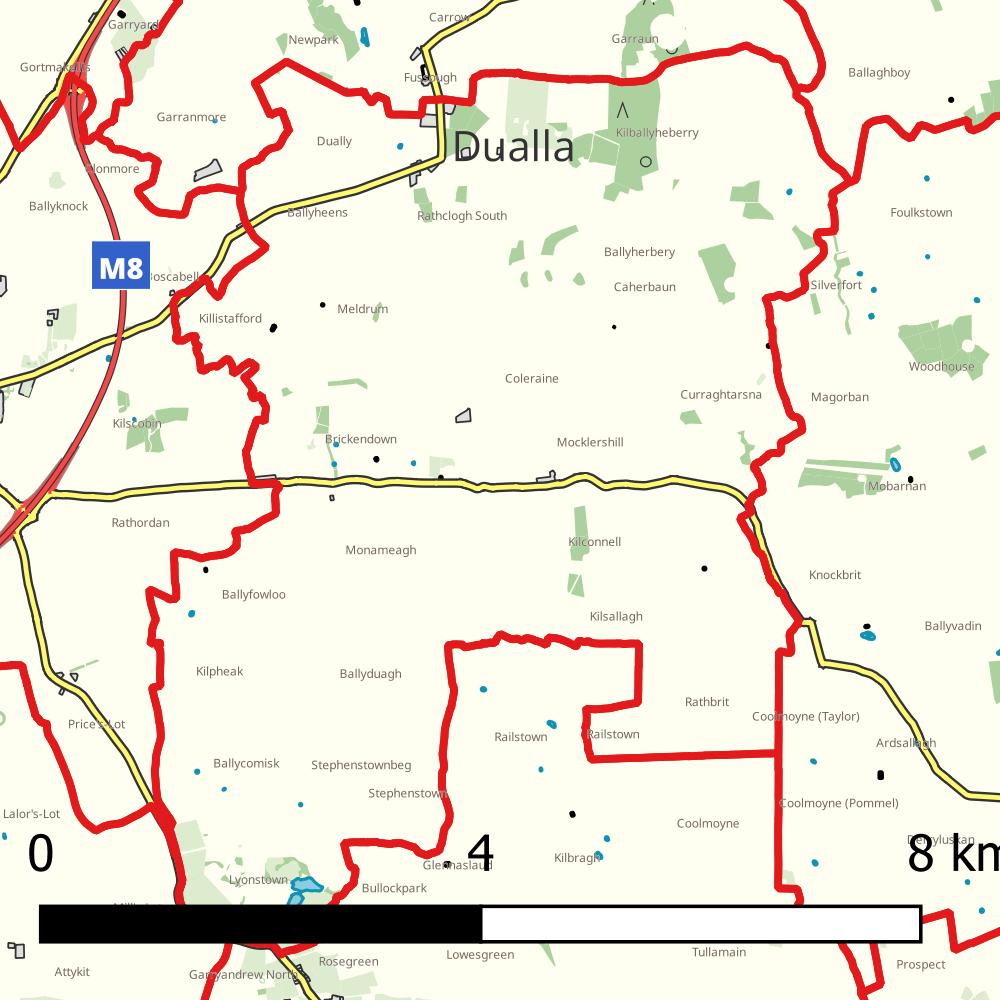 Carrow
Garryard
Newpark
Garraun
Gortmakellis
Fussough
Ballaghboy
Garranmore
Dually
Kilballyheberry
Dualla
Clonmore
Ballyknock
Ballyheens
Rathclogh South
Foulkstown
M8
Boscabell
Ballyherbery
Caherbaun
Silverfort
Killistafford
Meldrum
Woodhouse
Coleraine
Curraghtarsna
Magorban
Kilscobin
Brickendown
Mocklershill
Mobarnan
Rathordan
Monameagh
Kilconnell
Knockbrit
Ballyfowloo
Kilsallagh
Ballyvadin
Kilpheak
Ballyduagh
Rathbrit
Price's-Lot
Coolmoyne (Taylor)
Railstown
Railstown
Ardsallagh
Ballycomisk
Stephenstownbeg
Stephenstown
Coolmoyne (Pommel)
Lalor's-Lot
Coolmoyne
Derryluskan
0
4
8 km
Kilbragh
Glennaslaud
Lyonstown
Bullockpark
Attykit
Garryandrew North
Rosegreen
Lowesgreen
Tullamain
Prospect